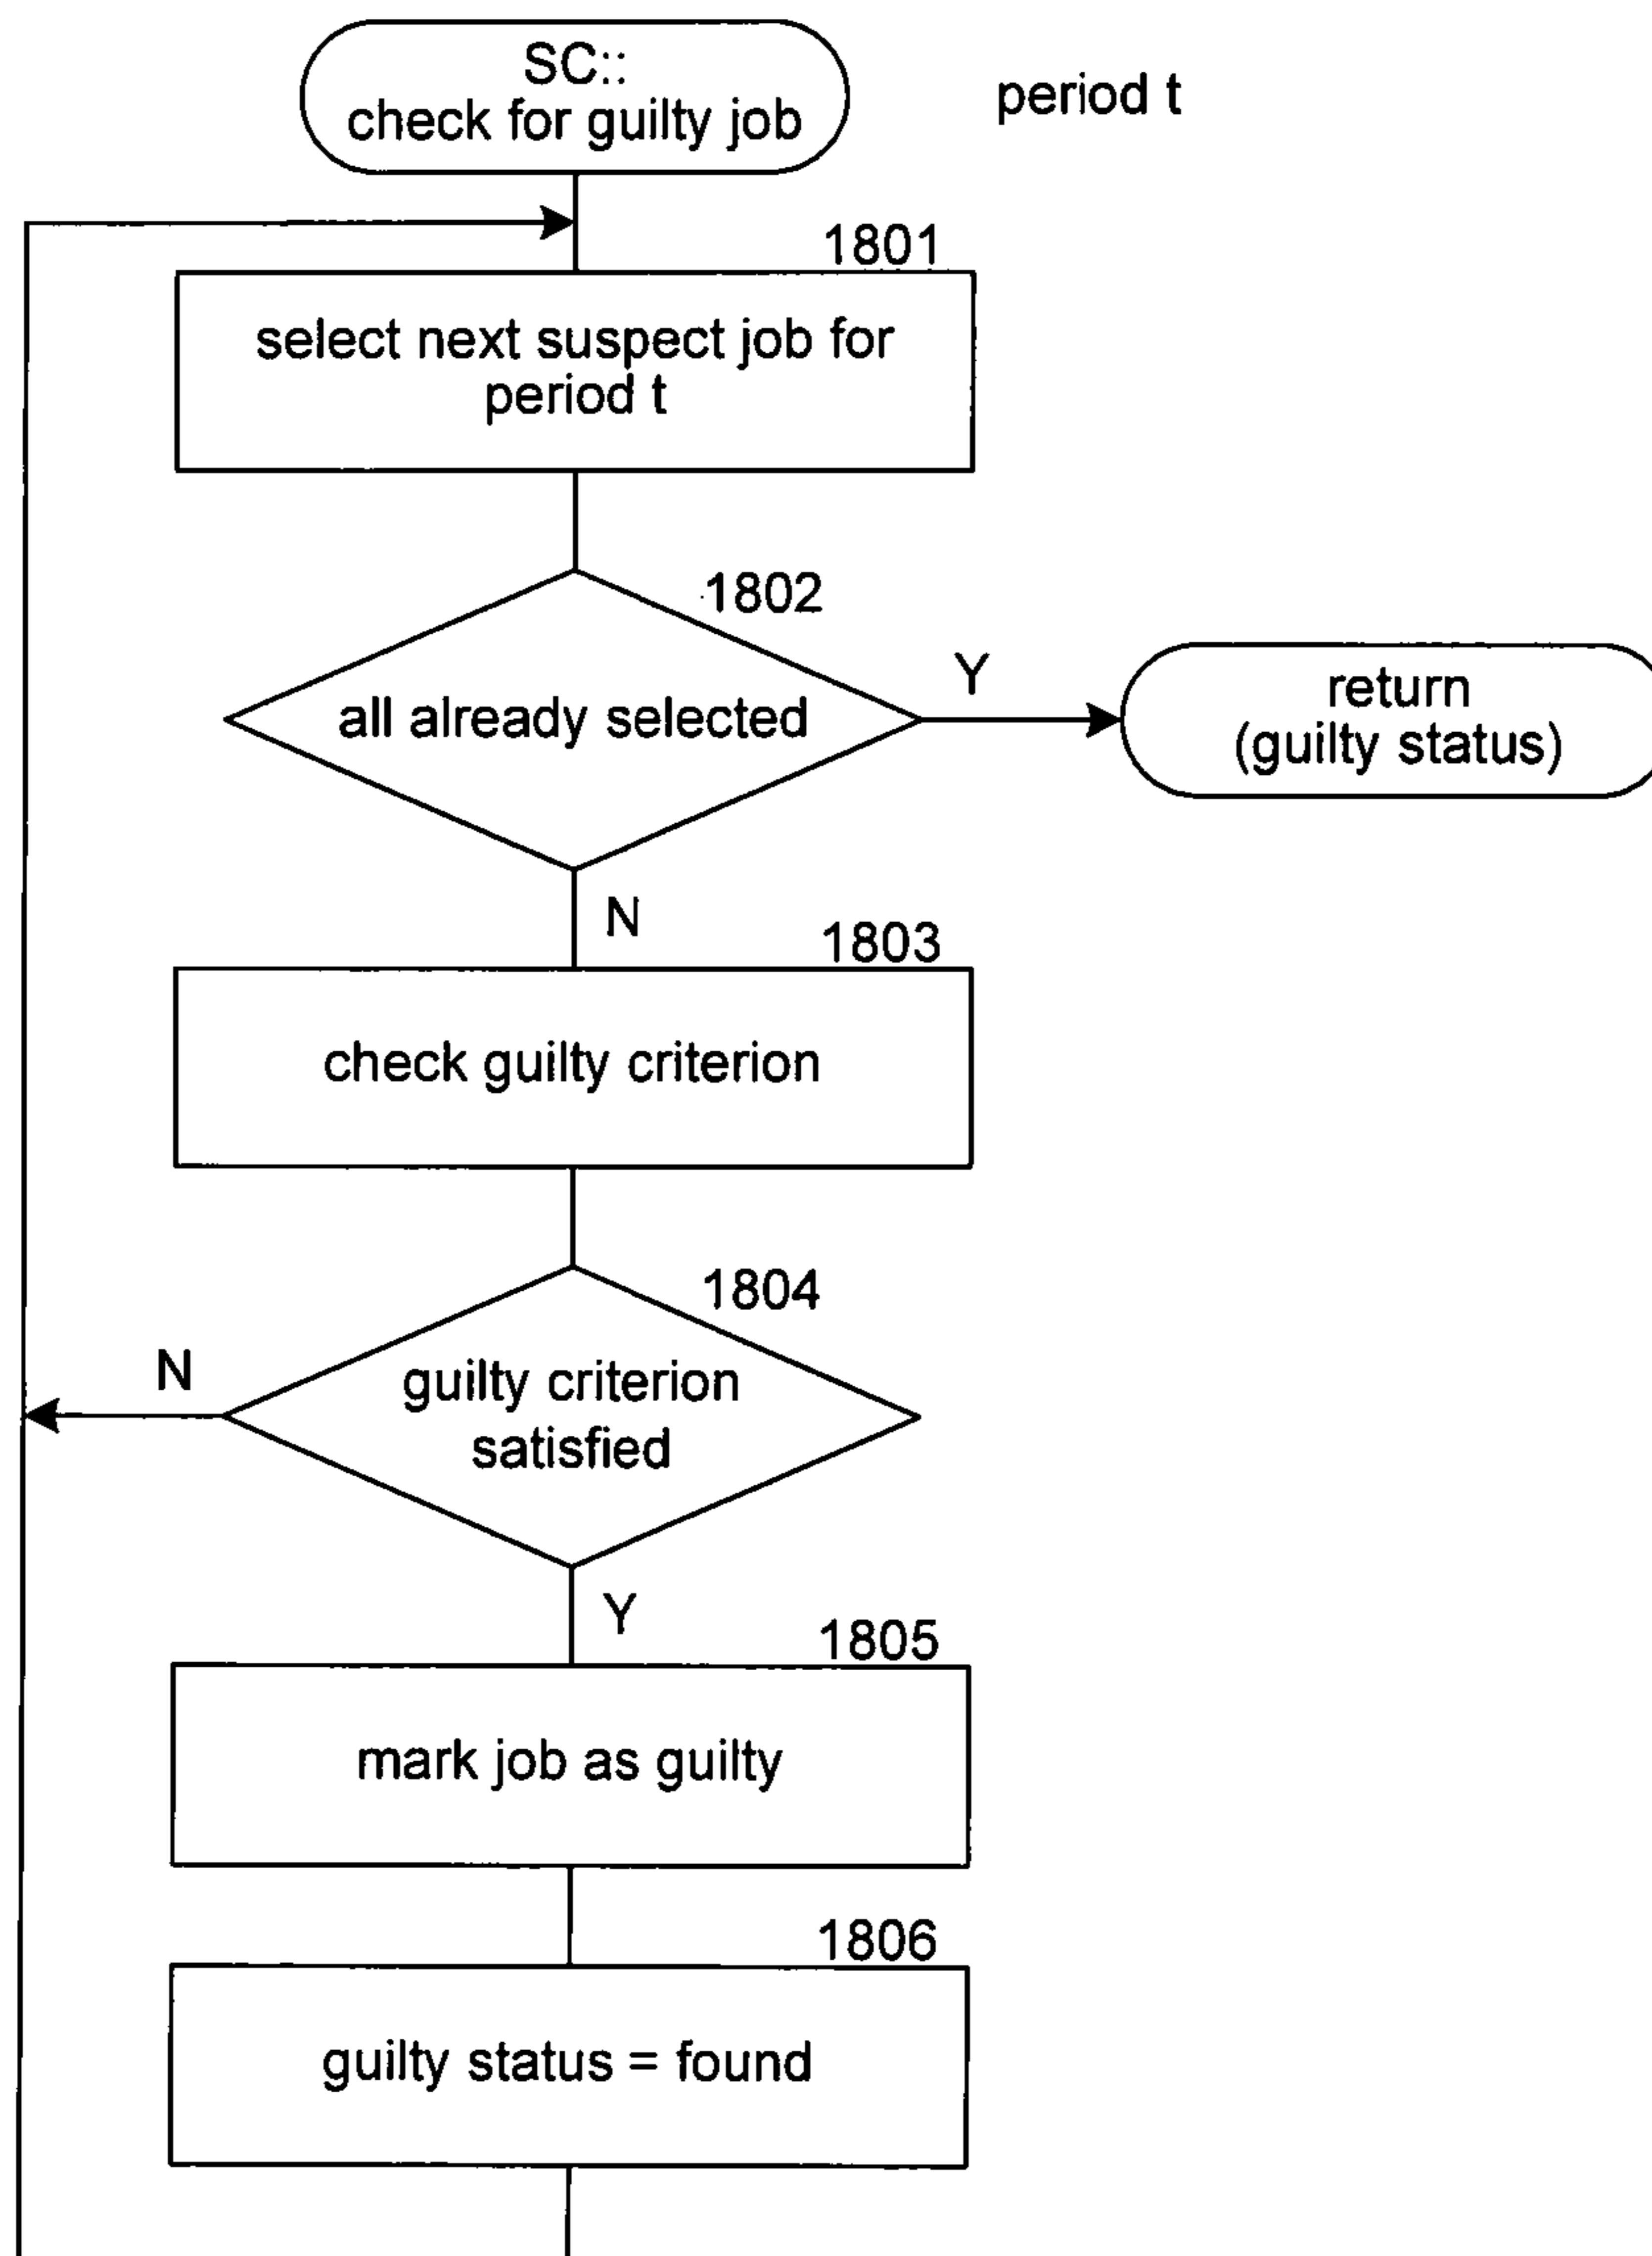 SC::
check for guilty job
period t
1801
select next suspect job for
period t
1802
all already selected
Y
return
(guilty status)
N
1803
check guilty criterion
1804
N
guilty criterion
satisfied
Y
1805
mark job as guilty
1806
guilty status = found